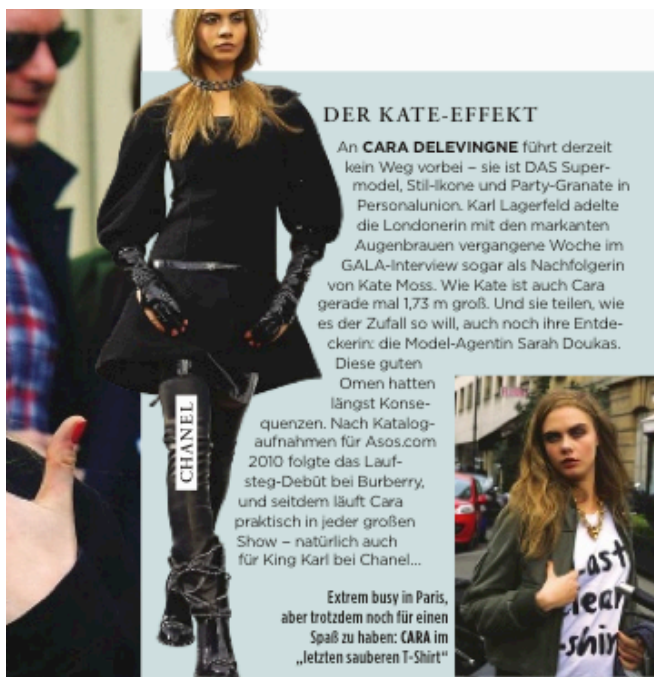 DER KATE-EFFEKT
An CARA DELEVINGNE führt derzeit
kein Weg vorbei – sie ist DAS Super-
model, Stil-Ikone und Party-Granate in
Personalunion. Karl Lagerfeld adelte
die Londonerin mit den markanten
Augenbrauen vergangene Woche im
GALA-Interview sogar als Nachfolgerin
von Kate Moss. Wie Kate ist auch Cara
gerade mal 1,73 m groß. Und sie teilen, wie
es der Zufall so will, auch noch ihre Entde-
ckerin: die Model-Agentin Sarah Doukas.
Diese guten
Omen hatten
längst Konse-
quenzen. Nach Katalog-
aufnahmen für Asos.com
2010 folgte das Lauf-
steg-Debüt bei Burberry,
und seitdem läuft Cara
praktisch in jeder großen
Show – natürlich auch
für King Karl bei Chanel...
CHANEL
Extrem busy in Paris,
aber trotzdem noch für einen
Spaß zu haben: CARA im
„letzten sauberen T-Shirt“
ast
clean
-shir